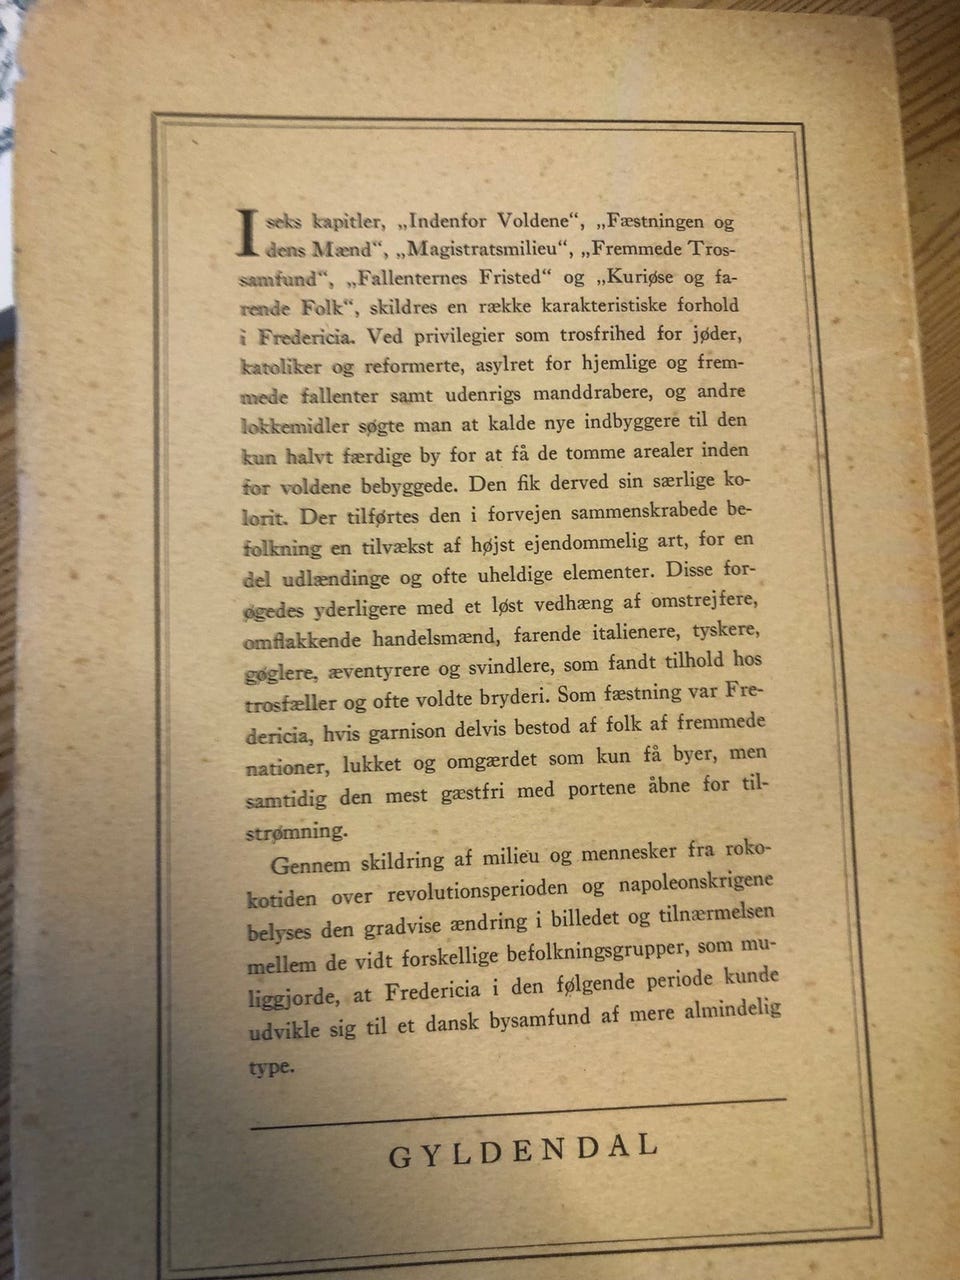 I seks kapitler, „Indenfor Voldene“, „Fæstningen og
dens Mænd“, „Magistratsmilieu“, „Fremmede Tros-
samfund“, „Fallenternes Fristed“ og „Kuriøse og fa-
rende Folk“, skildres en række karakteristiske forhold
i Fredericia. Ved privilegier som trosfrihed for jøder,
katoliker og reformerte, asylret for hjemlige og frem-
mede fallenter samt udenrigs manddrabere, og andre
lokkemidler søgte man at kalde nye indbyggere til den
kun halvt færdige by for at få de tomme arealer inden
for voldene bebyggede. Den fik derved sin særlige ko-
lorit. Der tilførtes den i forvejen sammenskrabede be-
folkning en tilvækst af højst ejendommelig art, for en
del udlændinge og ofte uheldige elementer. Disse for-
øgedes yderligere med et løst vedhæng af omstrejfere,
omflakkende handelsmænd, farende italienere, tyskere,
gøglere, æventyrere og svindlere, som fandt tilhold hos
trosfæller og ofte voldte bryderi. Som fæstning var Fre-
dericia, hvis garnison delvis bestod af folk af fremmede
nationer, lukket og omgærdet som kun få byer, men
samtidig den mest gæstfri med portene åbne for til-
strømning.
Gennem skildring af milieu og mennesker fra roko-
kotiden over revolutionsperioden og napoleonskrigene
belyses den gradvise ændring i billedet og tilnærmelsen
mellem de vidt forskellige befolkningsgrupper, som mu-
liggjorde, at Fredericia i den følgende periode kunde
udvikle sig til et dansk bysamfund af mere almindelig
type.
GYLDENDAL